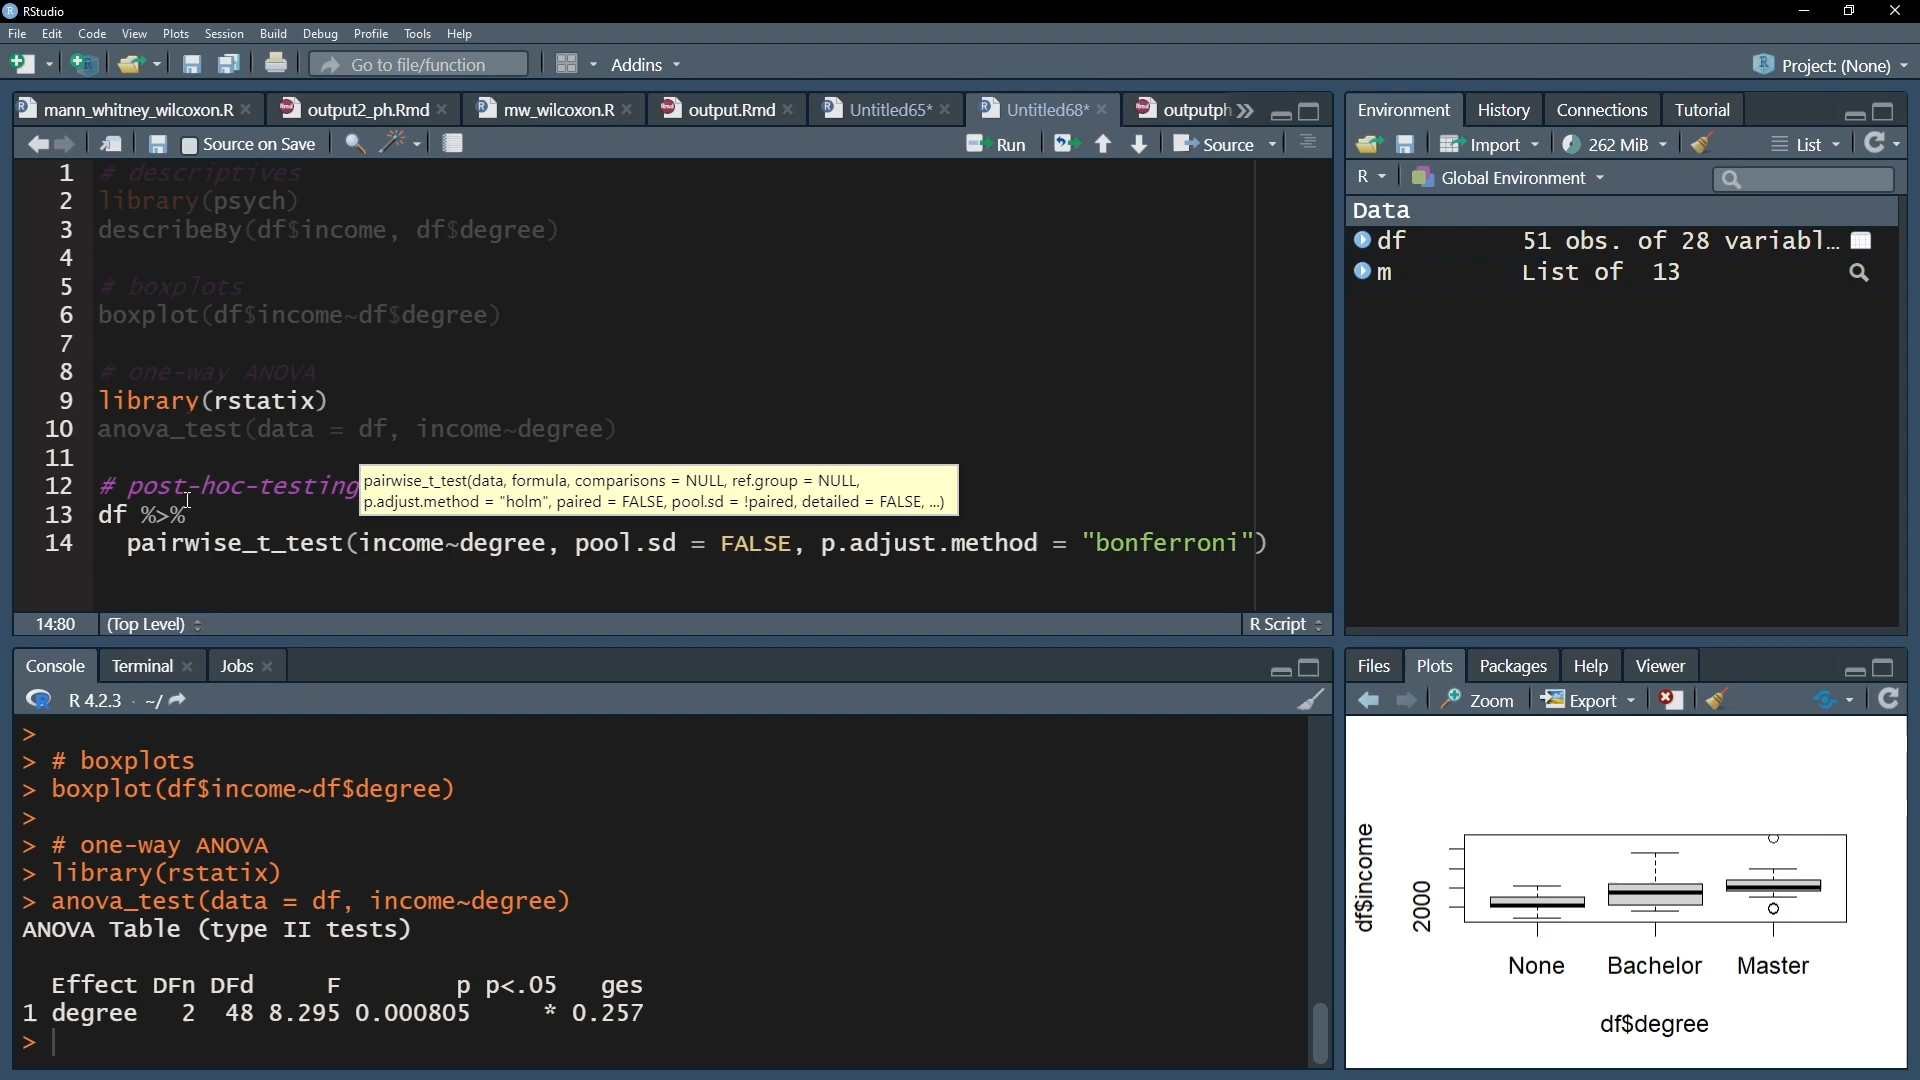 RStudio
File Edit Code View Plots Session Build Debug Profile Tools Help
Go to file/function Addins Project: (None)
mann_whitney_wilcoxon.R output2_ph.Rmd mw_wilcoxon.R output.Rmd Untitled65* Untitled68* outputph
Source on Save Run Source
1 # descriptives
2 library(psych)
3 describeBy(df$income, df$degree)
4
5 # boxplots
6 boxplot(df$income~df$degree)
7
8 # one-way ANOVA
9 library(rstatix)
10 anova_test(data = df, income~degree)
11
12 # post-hoc-testing
pairwise_t_test(data, formula, comparisons = NULL, ref.group = NULL,
p.adjust.method = "holm", paired = FALSE, pool.sd = !paired, detailed = FALSE, ...)
13 df %>%
14 pairwise_t_test(income~degree, pool.sd = FALSE, p.adjust.method = "bonferroni")
14:80 (Top Level) R Script
Console Terminal Jobs
R 4.2.3 · ~/
>
> # boxplots
> boxplot(df$income~df$degree)
>
> # one-way ANOVA
> library(rstatix)
> anova_test(data = df, income~degree)
ANOVA Table (type II tests)
Effect DFn DFd F p p<.05 ges
1 degree 2 48 8.295 0.000805 * 0.257
>
Environment History Connections Tutorial
Import 262 MiB List
R Global Environment
Data
df 51 obs. of 28 variabl...
m List of 13
Files Plots Packages Help Viewer
Zoom Export
df$income
2000
None Bachelor Master
df$degree